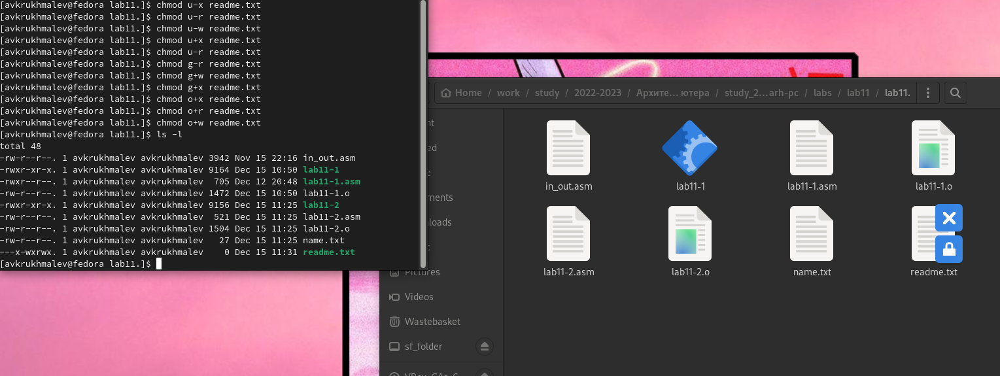 [avkrukhmalev@fedora lab11.]$ chmod u-x readme.txt
[avkrukhmalev@fedora lab11.]$ chmod u-r readme.txt
[avkrukhmalev@fedora lab11.]$ chmod u-w readme.txt
[avkrukhmalev@fedora lab11.]$ chmod u+x readme.txt
[avkrukhmalev@fedora lab11.]$ chmod u-r readme.txt
[avkrukhmalev@fedora lab11.]$ chmod g-r readme.txt
[avkrukhmalev@fedora lab11.]$ chmod g+w readme.txt
[avkrukhmalev@fedora lab11.]$ chmod g+x readme.txt
[avkrukhmalev@fedora lab11.]$ chmod o+x readme.txt
[avkrukhmalev@fedora lab11.]$ chmod o+r readme.txt
[avkrukhmalev@fedora lab11.]$ chmod o+w readme.txt
[avkrukhmalev@fedora lab11.]$ ls -l
total 48
-rw-r--r--. 1 avkrukhmalev avkrukhmalev 3942 Nov 15 22:16 in_out.asm
-rwxr-xr-x. 1 avkrukhmalev avkrukhmalev 9164 Dec 15 10:50 lab11-1
-rwxr--r--. 1 avkrukhmalev avkrukhmalev  705 Dec 12 20:48 lab11-1.asm
-rw-r--r--. 1 avkrukhmalev avkrukhmalev 1472 Dec 15 10:50 lab11-1.o
-rwxr-xr-x. 1 avkrukhmalev avkrukhmalev 9156 Dec 15 11:25 lab11-2
-rw-r--r--. 1 avkrukhmalev avkrukhmalev  521 Dec 15 11:25 lab11-2.asm
-rw-r--r--. 1 avkrukhmalev avkrukhmalev 1504 Dec 15 11:25 lab11-2.o
-rw-r--r--. 1 avkrukhmalev avkrukhmalev   27 Dec 15 11:25 name.txt
---x-wxrwx. 1 avkrukhmalev avkrukhmalev    0 Dec 15 11:31 readme.txt
[avkrukhmalev@fedora lab11.]$
Home / work / study / 2022-2023 / Архите… ютера / study_2…arh-pc / labs / lab11 / lab11.
nt
ed
e
ments
loads
c
Pictures
Videos
Wastebasket
sf_folder
in_out.asm
lab11-1
lab11-1.asm
lab11-1.o
lab11-2.asm
lab11-2.o
name.txt
readme.txt